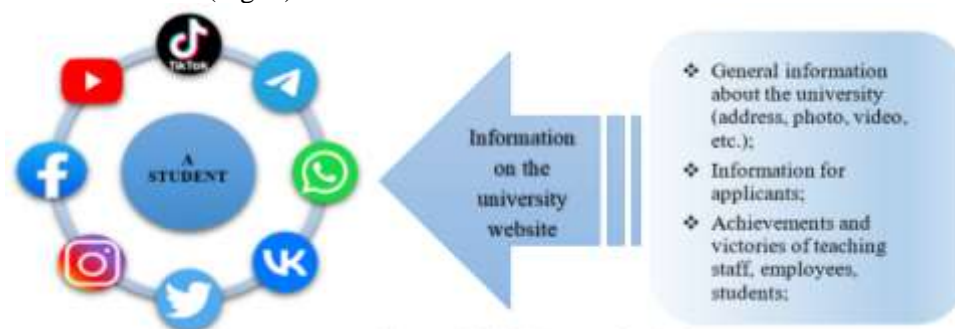 TikTok
A
STUDENT
Information
on the
university
website
❖ General information
about the university
(address, photo, video,
etc.);
❖ Information for
applicants;
❖ Achievements and
victories of teaching
staff, employees,
students;